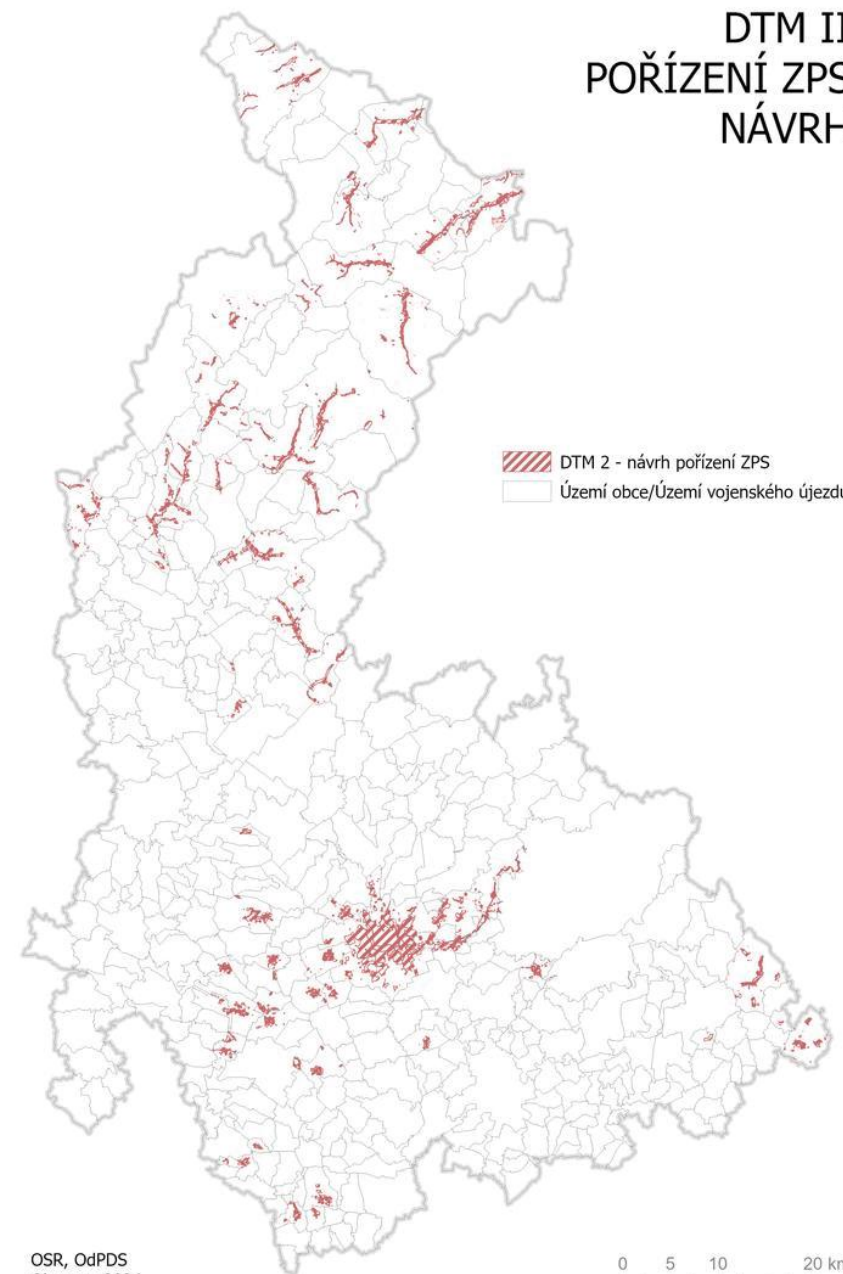 DTM II
POŘÍZENÍ ZPS
NÁVRH
DTM 2 - návrh pořízení ZPS
Území obce/Území vojenského újezdu
OSR, OdPDS
0 5 10 20 km